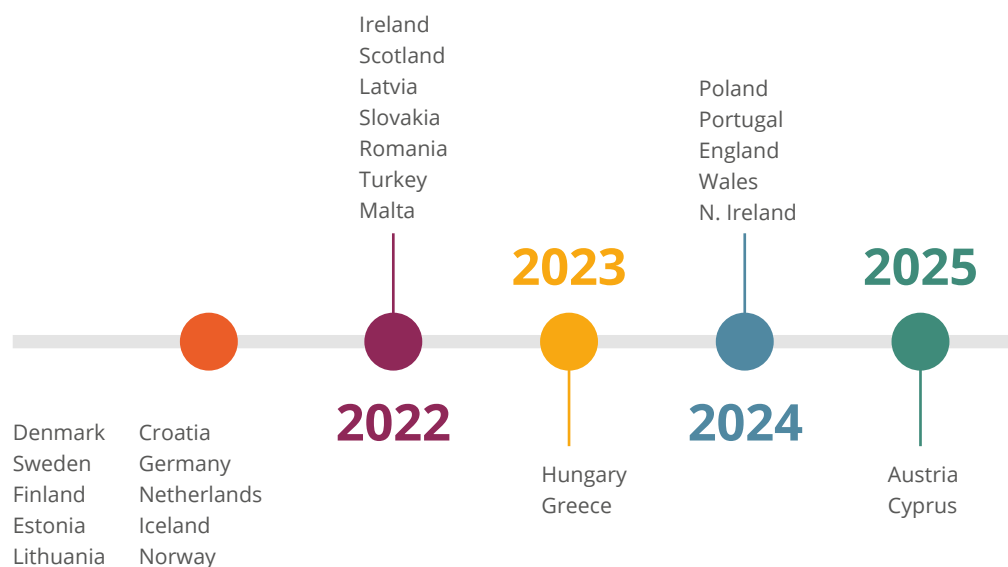 Ireland
Scotland
Latvia
Slovakia
Romania
Turkey
Malta
Poland
Portugal
England
Wales
N. Ireland
2023
2025
2022
2024
Denmark
Sweden
Finland
Estonia
Lithuania
Croatia
Germany
Netherlands
Iceland
Norway
Hungary
Greece
Austria
Cyprus